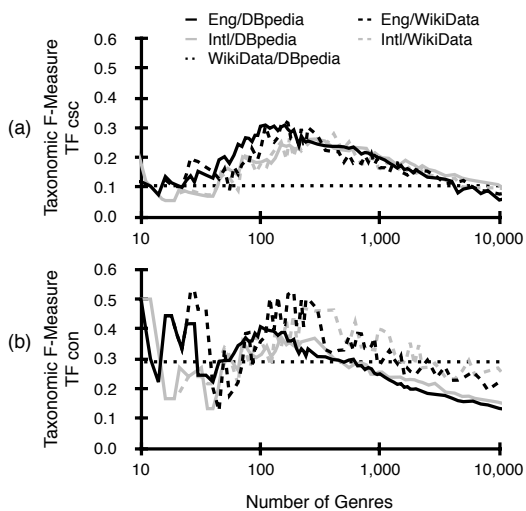 Eng/DBpedia
Eng/WikiData
Intl/DBpedia
Intl/WikiData
WikiData/DBpedia
(a)
Taxonomic F-Measure
TF csc
0.6
0.5
0.4
0.3
0.2
0.1
0.0
10
100
1,000
10,000
(b)
Taxonomic F-Measure
TF con
0.6
0.5
0.4
0.3
0.2
0.1
0.0
10
100
1,000
10,000
Number of Genres